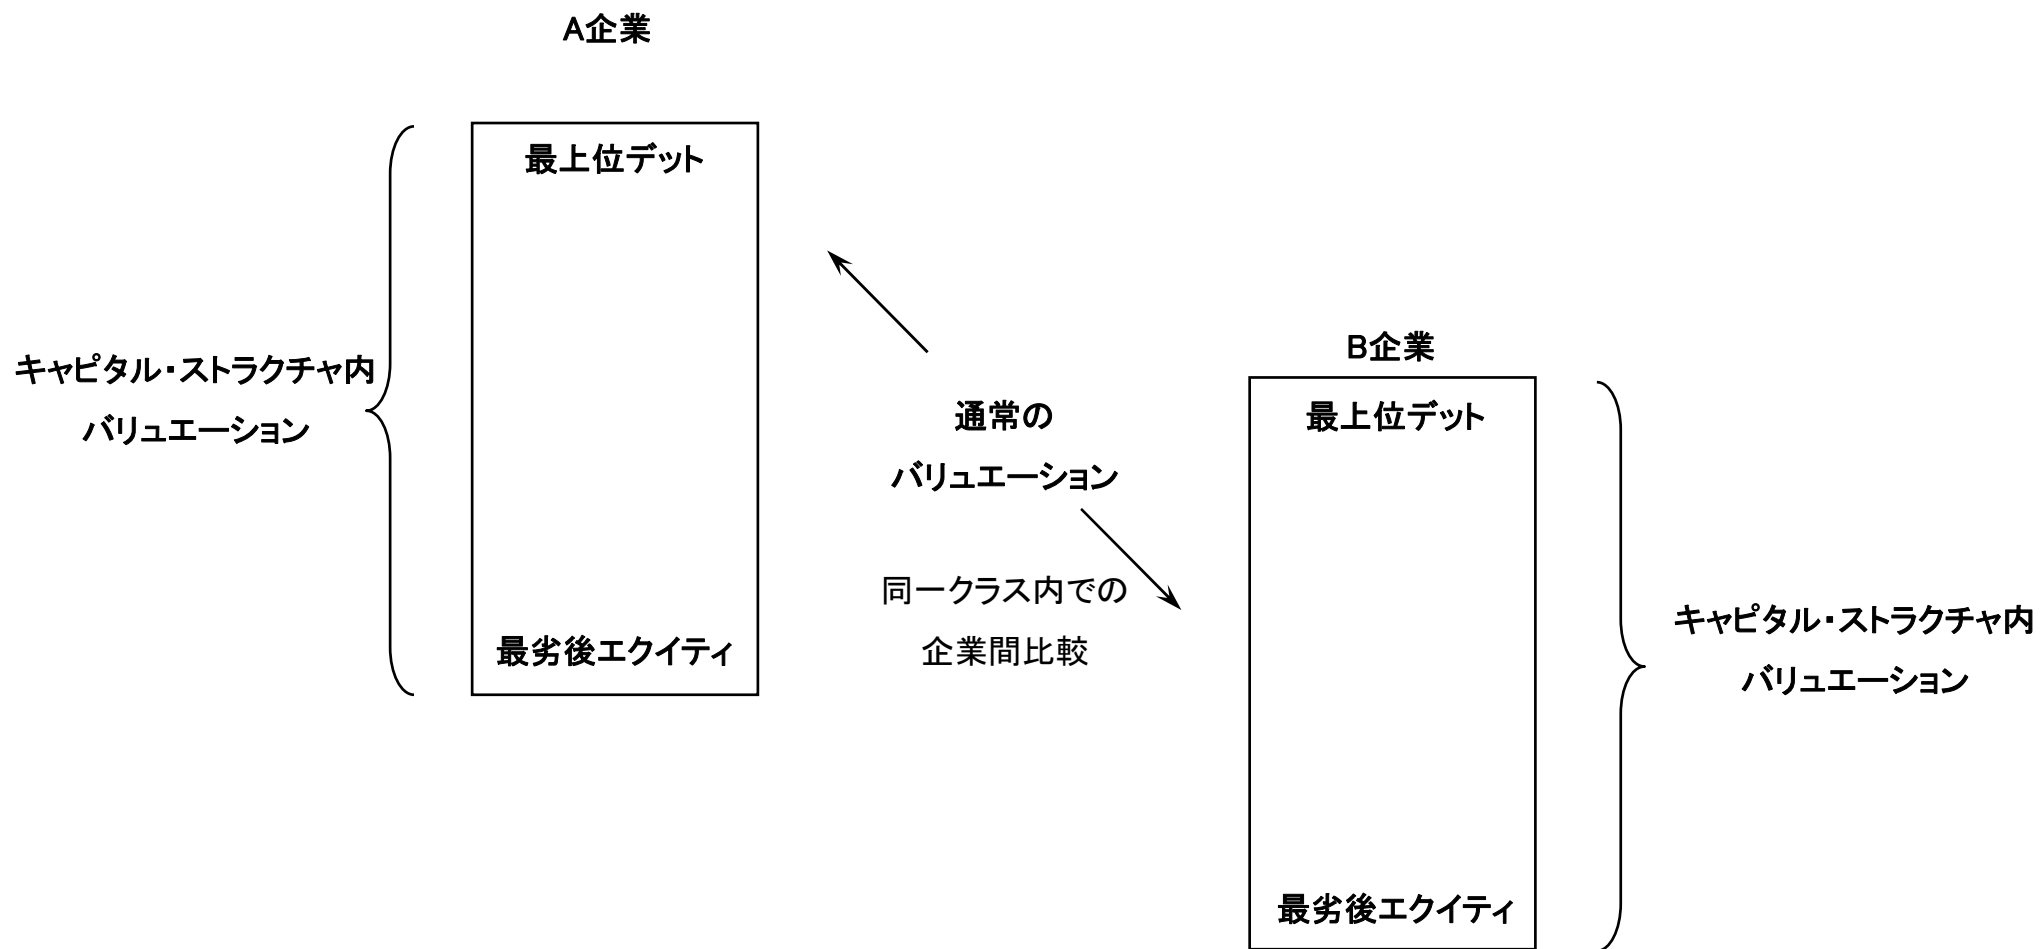 A企業
最上位デット
キャピタル・ストラクチャ内
バリュエーション
最劣後エクイティ
通常の
バリュエーション
同一クラス内での
企業間比較
B企業
最上位デット
最劣後エクイティ
キャピタル・ストラクチャ内
バリュエーション